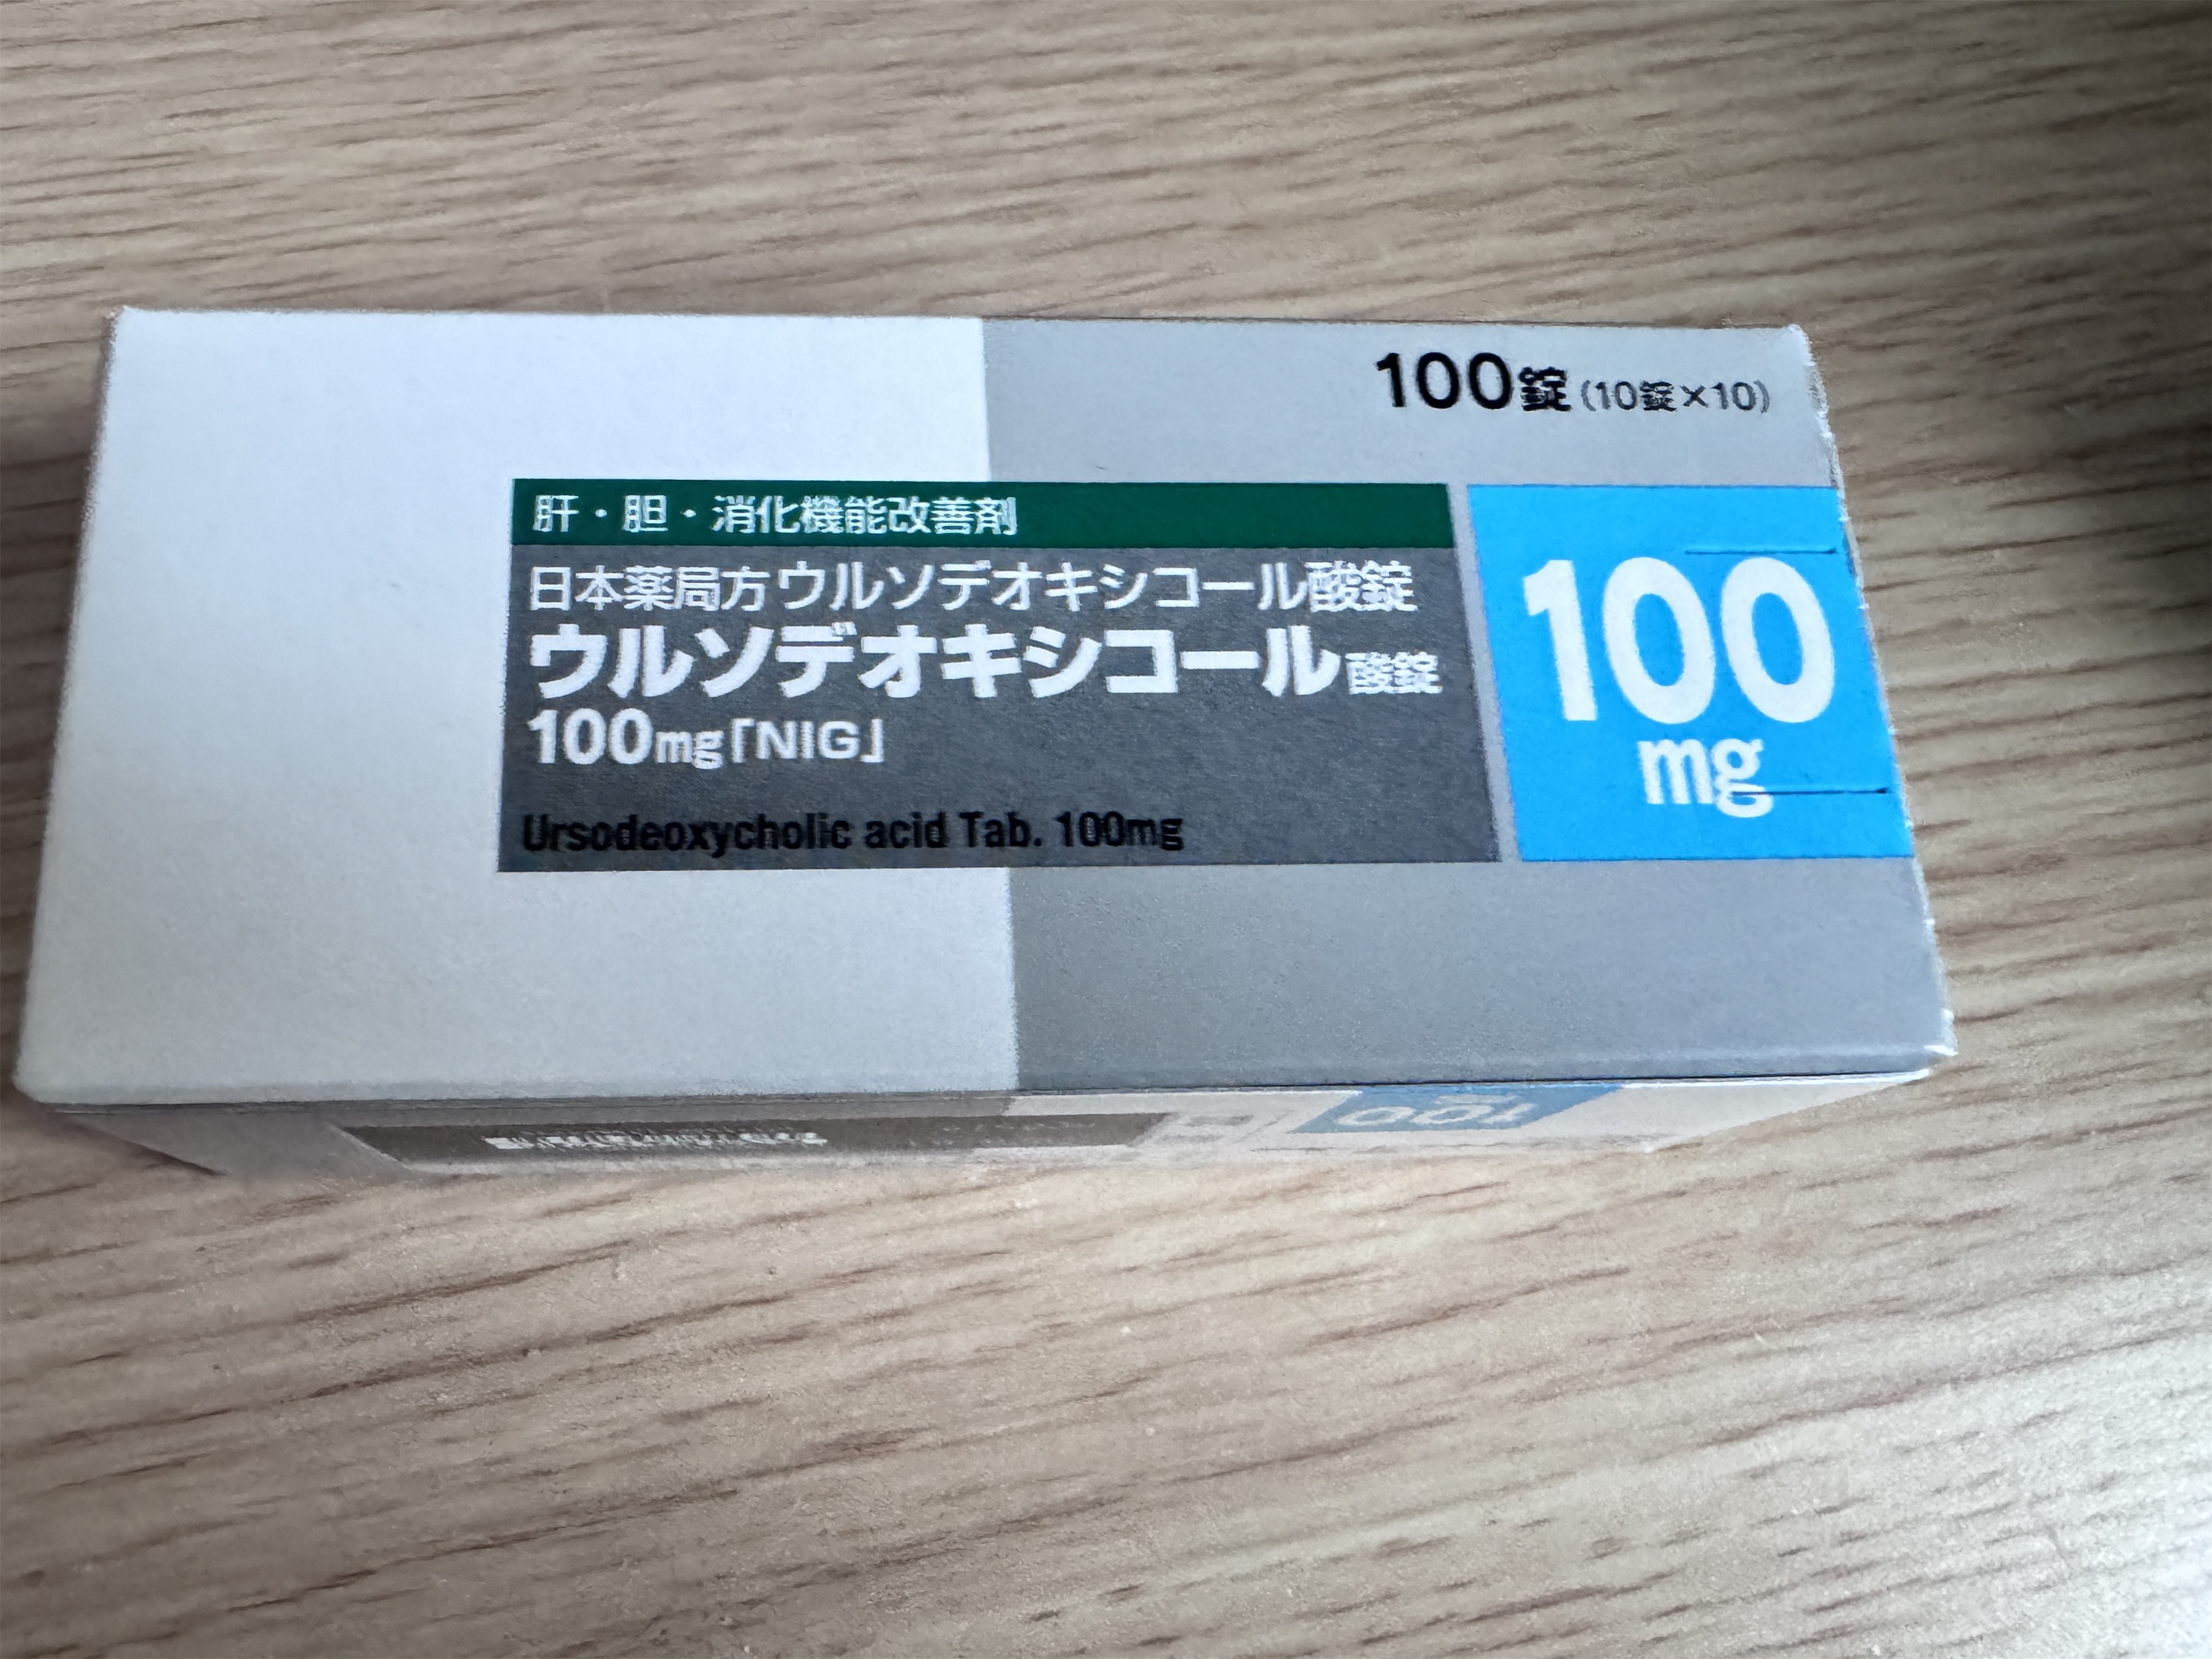 100錠(10錠×10)
肝・胆・消化機能改善剤
日本薬局方ウルソデオキシコール酸錠
ウルソデオキシコール酸錠
100mg「NIG」
Ursodeoxycholic acid Tab. 100mg
100
mg
100